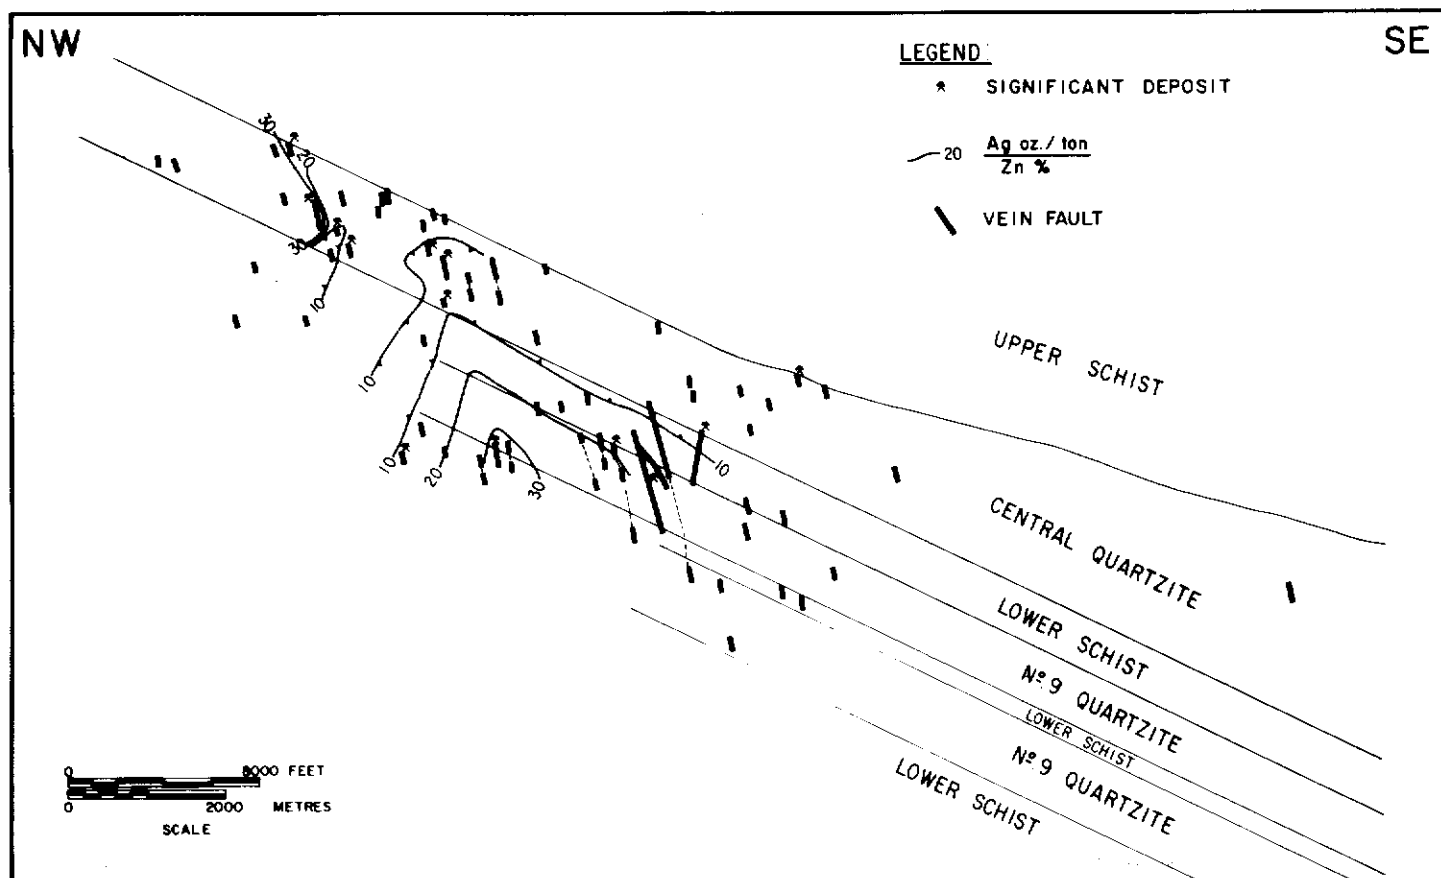 NW
SE
LEGEND:
SIGNIFICANT DEPOSIT
20 Ag oz./ton
Zn %
VEIN FAULT
30
20
30
10
10
10
20
30
10
UPPER SCHIST
CENTRAL QUARTZITE
LOWER SCHIST
Nº 9 QUARTZITE
LOWER SCHIST
Nº 9 QUARTZITE
LOWER SCHIST
0 8000 FEET
0 2000 METRES
SCALE